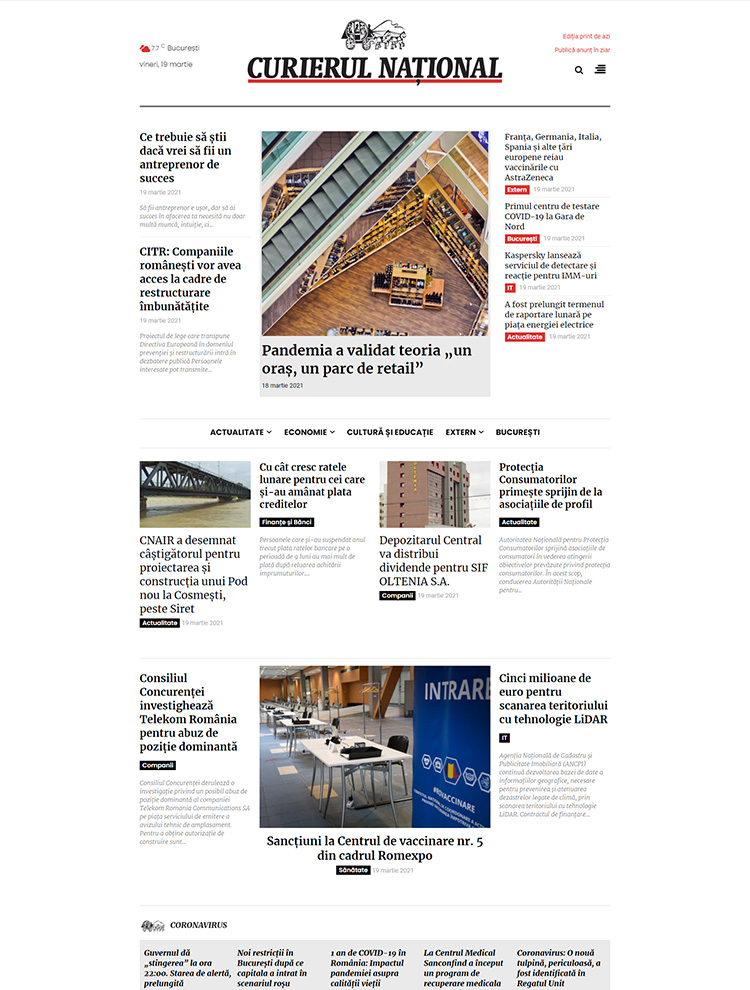 7.7 C București
vineri, 19 martie
CURIERUL NAȚIONAL
Ediția print de azi
Publică anunț în ziar
Ce trebuie să știi
dacă vrei să fii un
antreprenor de
succes
19 martie 2021
Să fii antreprenor e ușor, dar să ai
succes în afacerea ta necesită nu doar
multă muncă, intuiție, ci...
CITR: Companiile
românești vor avea
acces la cadre de
restructurare
îmbunătățite
19 martie 2021
Proiectul de lege care transpune
Directiva Europeană în domeniul
prevenției și restructurării intră în
dezbatere publică Persoanele
interesate pot transmite...
Pandemia a validat teoria „un
oraș, un parc de retail”
18 martie 2021
Franța, Germania, Italia,
Spania și alte țări
europene reiau
vaccinările cu
AstraZeneca
Extern 19 martie 2021
Primul centru de testare
COVID-19 la Gara de
Nord
București 19 martie 2021
Kaspersky lansează
serviciul de detectare și
reacție pentru IMM-uri
IT 19 martie 2021
A fost prelungit termenul
de raportare lunară pe
piața energiei electrice
Actualitate 19 martie 2021
ACTUALITATE ECONOMIE CULTURĂ ȘI EDUCAȚIE EXTERN BUCUREȘTI
CNAIR a desemnat
câștigătorul pentru
proiectarea și
construcția unui Pod
nou la Cosmești,
peste Siret
Actualitate 19 martie 2021
Cu cât cresc ratele
lunare pentru cei care
și-au amânat plata
creditelor
Finanțe și Bănci
Persoanele care și-au suspendat anul
trecut plata ratelor bancare pe o
perioadă de 9 luni au mai mult de
plată după reluarea achitării
împrumuturilor....
Depozitarul Central
va distribui
dividende pentru SIF
OLTENIA S.A.
Companii 19 martie 2021
Protecția
Consumatorilor
primește sprijin de la
asociațiile de profil
Actualitate
Autoritatea Națională pentru Protecția
Consumatorilor sprijină asociațiile de
consumatori în vederea atingerii
obiectivelor prevăzute privind protecția
consumatorilor. În acest scop,
conducerea Autorității Naționale
pentru...
Consiliul
Concurenței
investighează
Telekom România
pentru abuz de
poziție dominantă
Companii
Consiliul Concurenței derulează o
investigație privind un posibil abuz de
poziție dominantă al companiei
Telekom Romania Communications SA
pe piața serviciului de emitere a
avizului tehnic de amplasament.
Pentru a obține autorizație de
construire sunt...
INTRARE
#ROVACCINARE
Sancțiuni la Centrul de vaccinare nr. 5
din cadrul Romexpo
Sănătate 19 martie 2021
Cinci milioane de
euro pentru
scanarea teritoriului
cu tehnologie LiDAR
IT
Agenția Națională de Cadastru și
Publicitate Imobiliară (ANCPI)
continuă dezvoltarea bazei de date a
informațiilor geografice, necesare
pentru prevenirea și atenuarea
dezastrelor legate de climă, prin
scanarea teritoriului cu tehnologie
LiDAR. Contractul de finanțare...
CORONAVIRUS
Guvernul dă
„stingerea” la ora
22:00. Starea de alertă,
prelungită
Noi restricții în
București după ce
capitala a intrat în
scenariul roșu
1 an de COVID-19 în
România: Impactul
pandemiei asupra
calității vieții
La Centrul Medical
Sanconfind a început
un program de
recuperare medicala
Coronavirus: O nouă
tulpină, periculoasă, a
fost identificată în
Regatul Unit